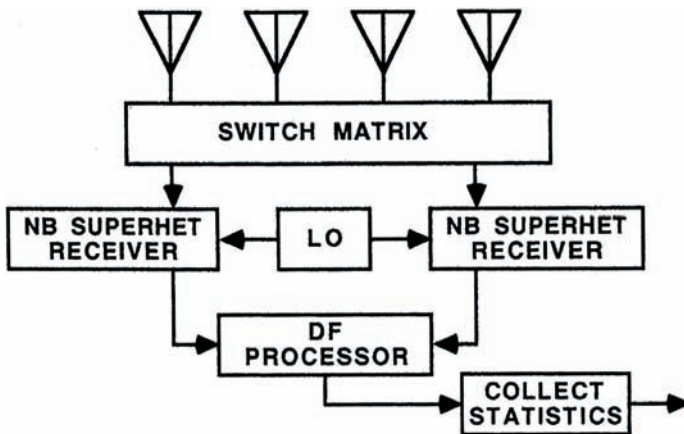 SWITCH MATRIX
NB SUPERHET
RECEIVER
LO
NB SUPERHET
RECEIVER
DF
PROCESSOR
COLLECT
STATISTICS